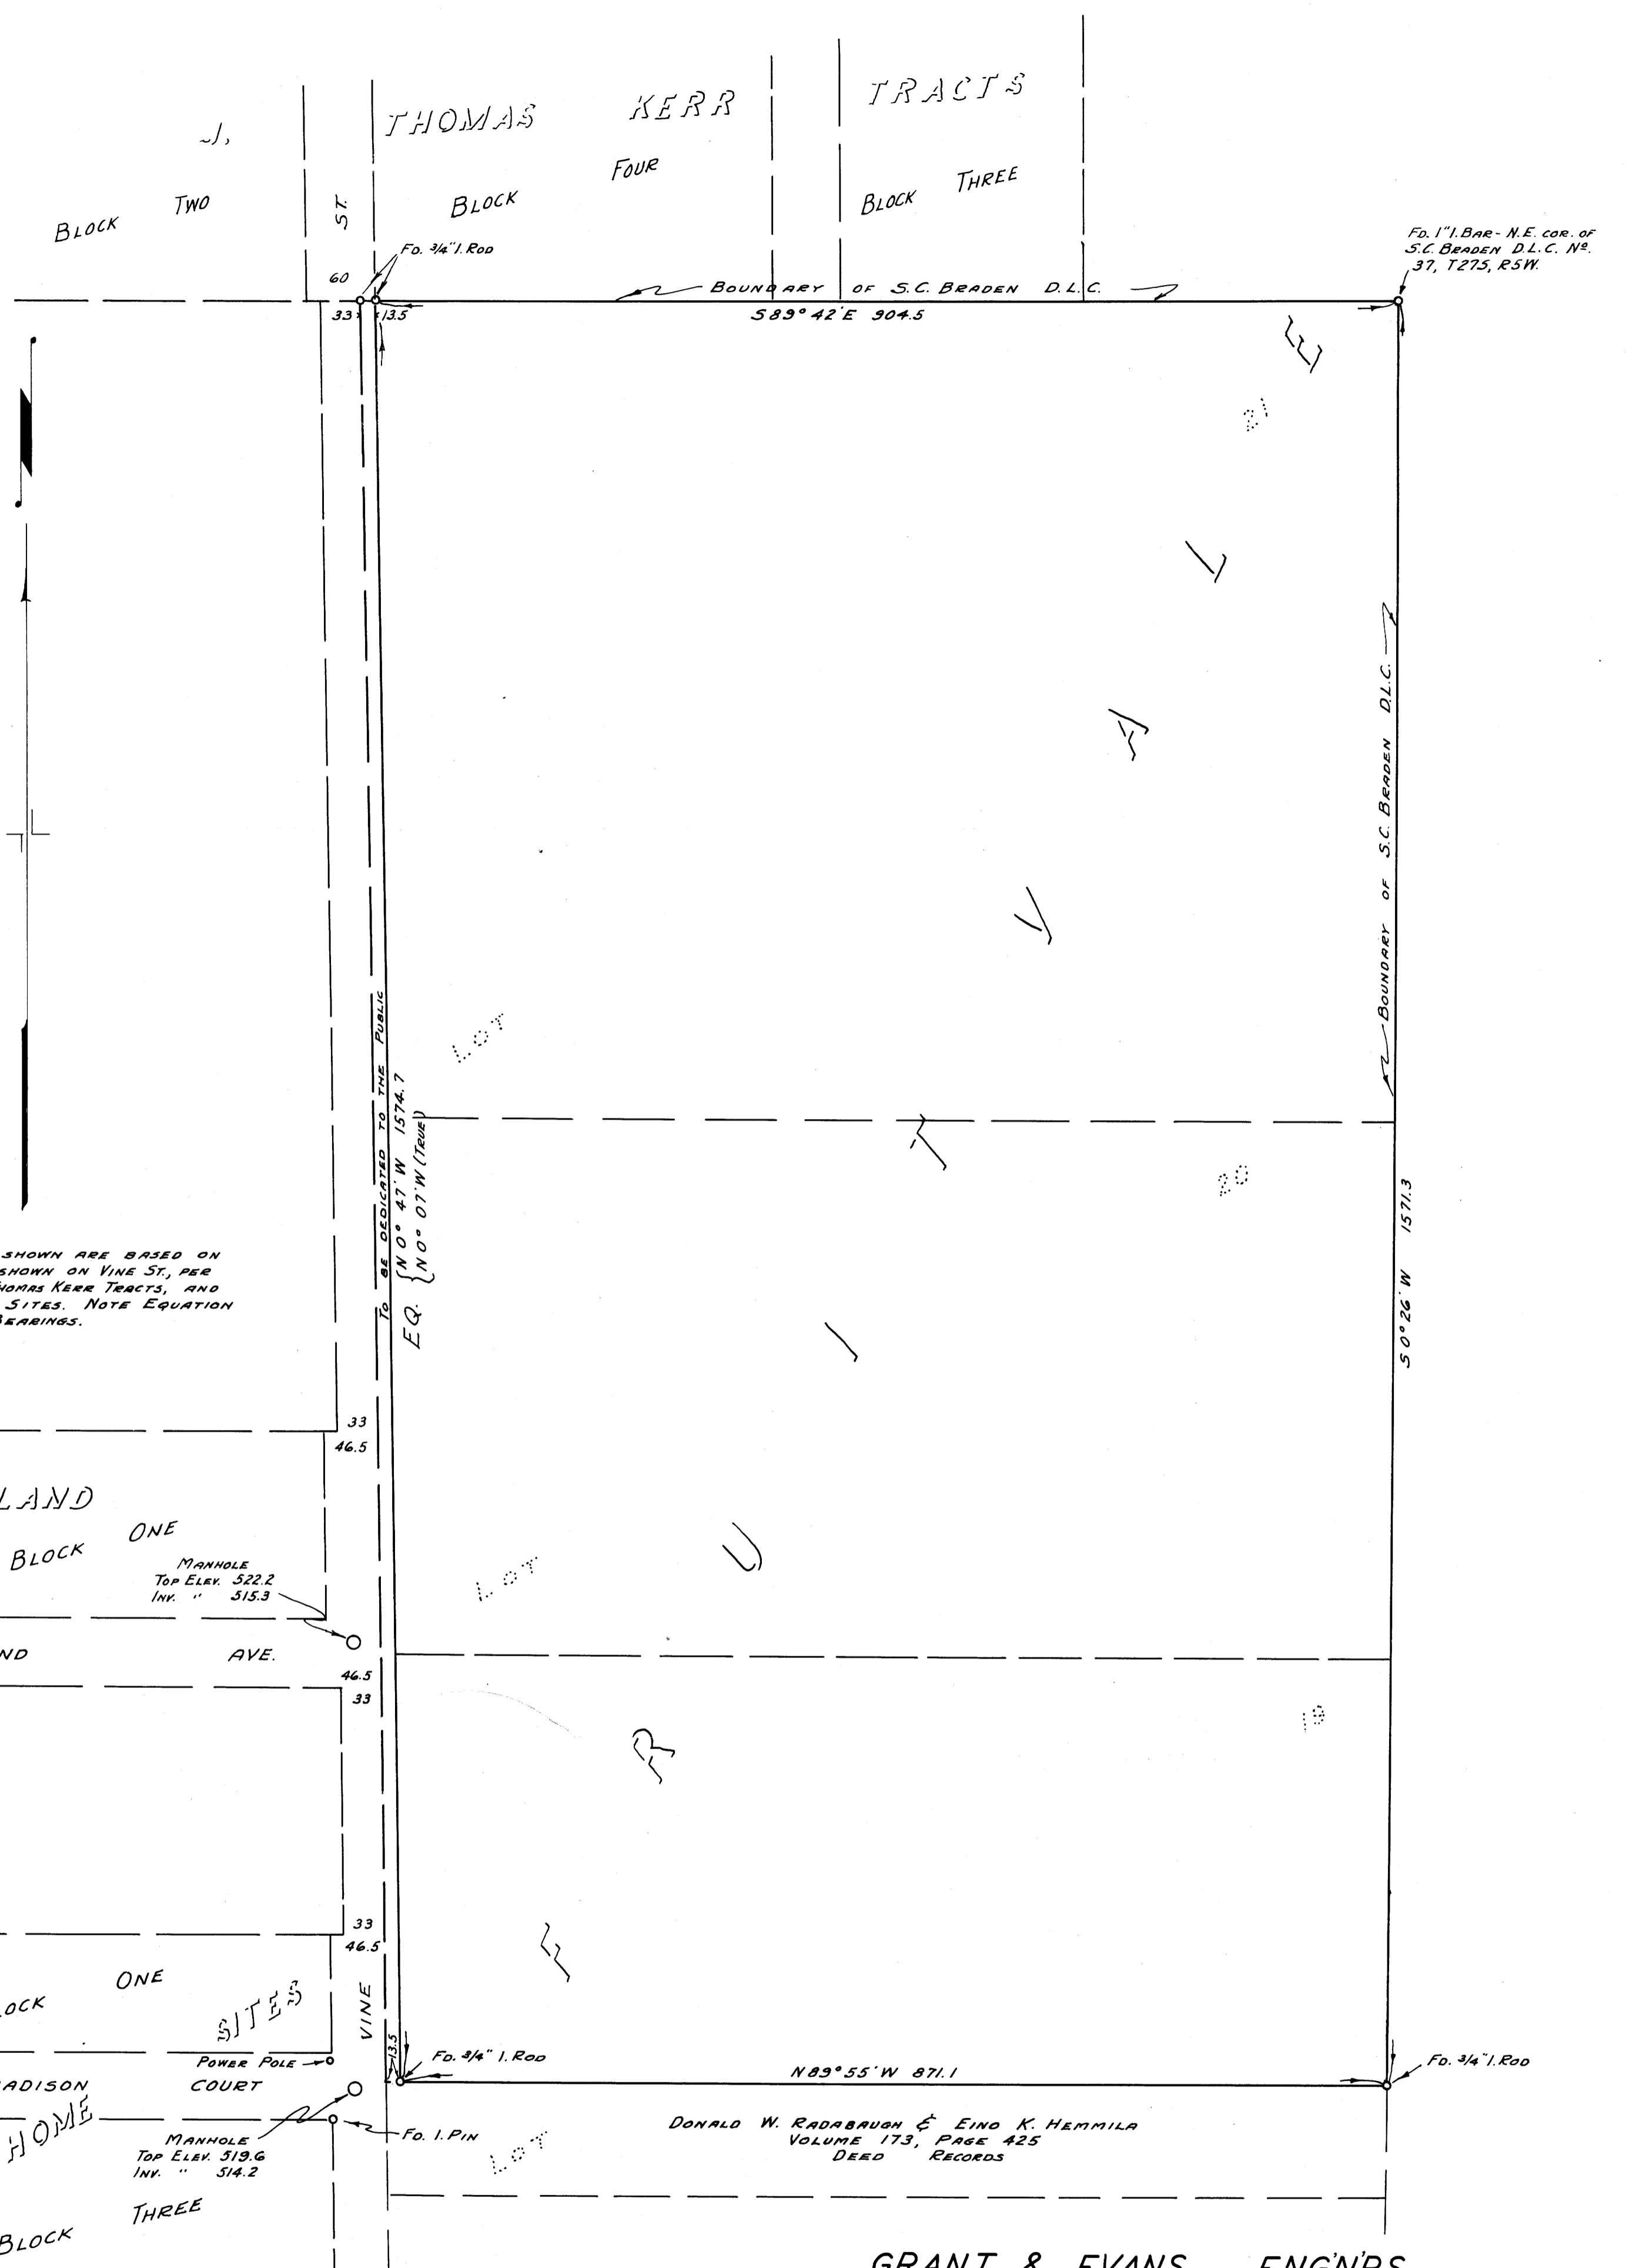 J. THOMAS KERR TRACTS
BLOCK TWO
ST.
BLOCK FOUR
BLOCK THREE
FD. 3/4" I. ROD
60
33
13.5
BOUNDARY OF S.C. BRADEN D.L.C.
S 89° 42' E 904.5
FD. 1" I. BAR - N.E. COR. OF
S.C. BRADEN D.L.C. Nº.
37, T27S, R5W.
FRUITVALE
21
BOUNDARY OF S.C. BRADEN D.L.C.
LOT
TO BE DEDICATED TO THE PUBLIC
EQ. { N 0° 47' W 1574.7
{ N 0° 07' W (TRUE)
20
S 0° 26' W 1571.3
SHOWN ARE BASED ON
SHOWN ON VINE ST., PER
HOMAS KERR TRACTS, AND
SITES. NOTE EQUATION
BEARINGS.
33
46.5
LAND
BLOCK ONE
MANHOLE
TOP ELEV. 522.2
INV. " 515.3
LOT
ND AVE.
46.5
33
19
33
46.5
ONE
OCK
SITES
VINE
13.5
POWER POLE
FD. 3/4" I. ROD
N 89° 55' W 871.1
FD. 3/4" I. ROD
ADISON COURT
HOME
FD. I. PIN
MANHOLE
TOP ELEV. 519.6
INV. " 514.2
LOT
DONALD W. RADABAUGH & EINO K. HEMMILA
VOLUME 173, PAGE 425
DEED RECORDS
BLOCK THREE
GRANT & EVANS ENG'N'RS